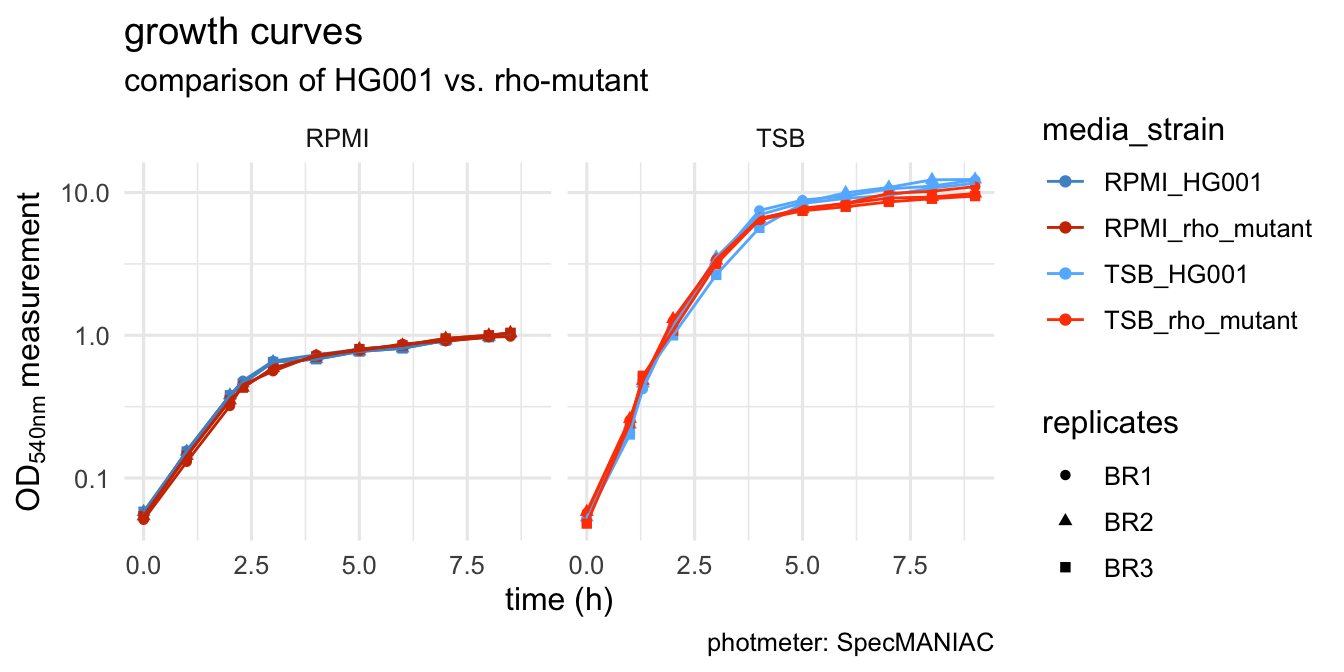 growth curves
comparison of HG001 vs. rho-mutant
RPMI
TSB
10.0
1.0
0.1
OD540nm measurement
0.0 2.5 5.0 7.5
0.0 2.5 5.0 7.5
time (h)
photmeter: SpecMANIAC
media_strain
RPMI_HG001
RPMI_rho_mutant
TSB_HG001
TSB_rho_mutant
replicates
BR1
BR2
BR3